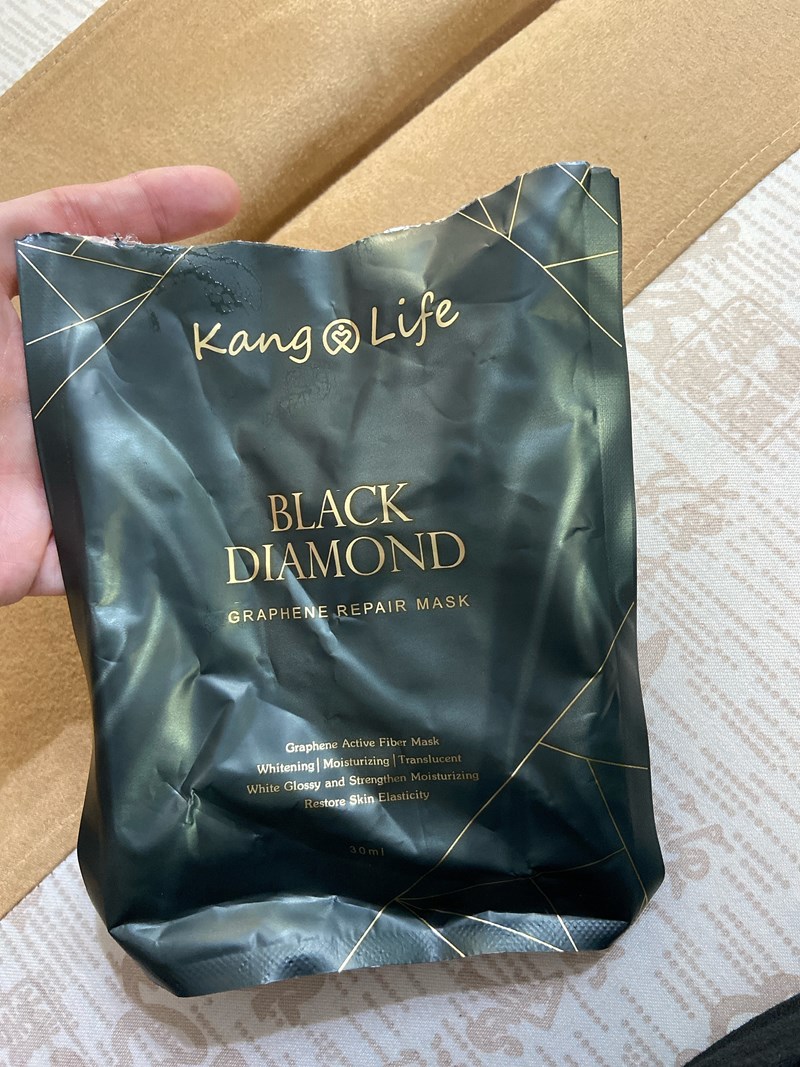 Kang Life
BLACK
DIAMOND
GRAPHENE REPAIR MASK
Graphene Active Fiber Mask
Whitening | Moisturizing | Translucent
White Glossy and Strengthen Moisturizing
Restore Skin Elasticity
30ml